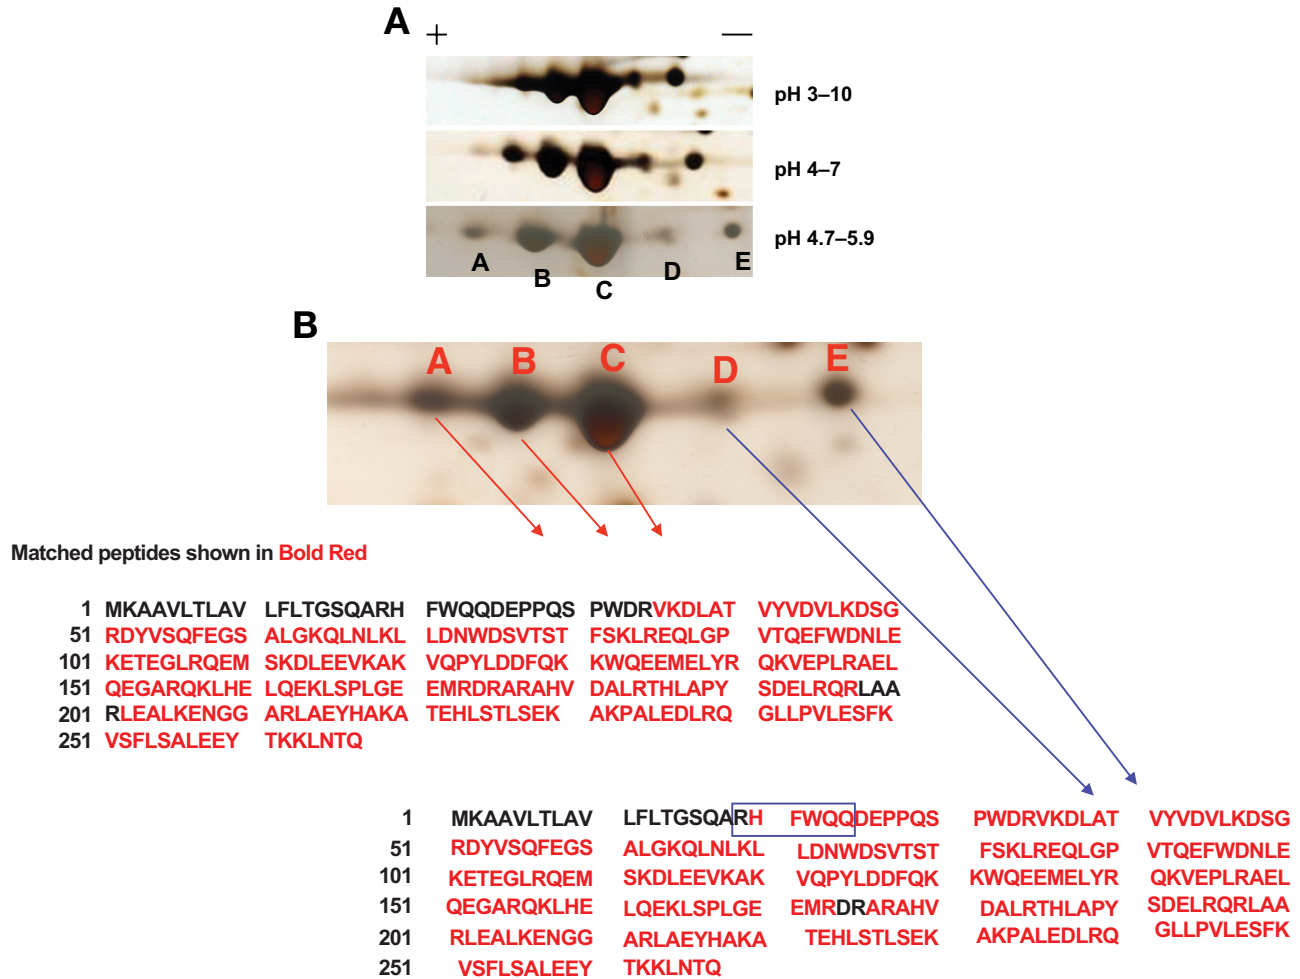 A
+ —
pH 3–10
pH 4–7
pH 4.7–5.9
A B C D E
B
A B C D E
Matched peptides shown in Bold Red
1 MKAAVLTLAV LFLTGSQARH FWQQDEPPQS PWDRVKDLAT VYVDVLKDSG
51 RDYVSQFEGS ALGKQLNLKL LDNWDSVTST FSKLREQLGP VTQEFWDNLE
101 KETEGLRQEM SKDLEEVKAK VQPYLDDFQK KWQEEMELYR QKVEPLRAEL
151 QEGARQKLHE LQEKLSPLGE EMRDRARAHV DALRTHLAPY SDELRQRLAA
201 RLEALKENGG ARLAEYHAKA TEHLSTLSEK AKPALEDLRQ GLLPVLESFK
251 VSFLSALEEY TKKLNTQ
1 MKAAVLTLAV LFLTGSQARH FWQQDEPPQS PWDRVKDLAT VYVDVLKDSG
51 RDYVSQFEGS ALGKQLNLKL LDNWDSVTST FSKLREQLGP VTQEFWDNLE
101 KETEGLRQEM SKDLEEVKAK VQPYLDDFQK KWQEEMELYR QKVEPLRAEL
151 QEGARQKLHE LQEKLSPLGE EMRDRARAHV DALRTHLAPY SDELRQRLAA
201 RLEALKENGG ARLAEYHAKA TEHLSTLSEK AKPALEDLRQ GLLPVLESFK
251 VSFLSALEEY TKKLNTQ